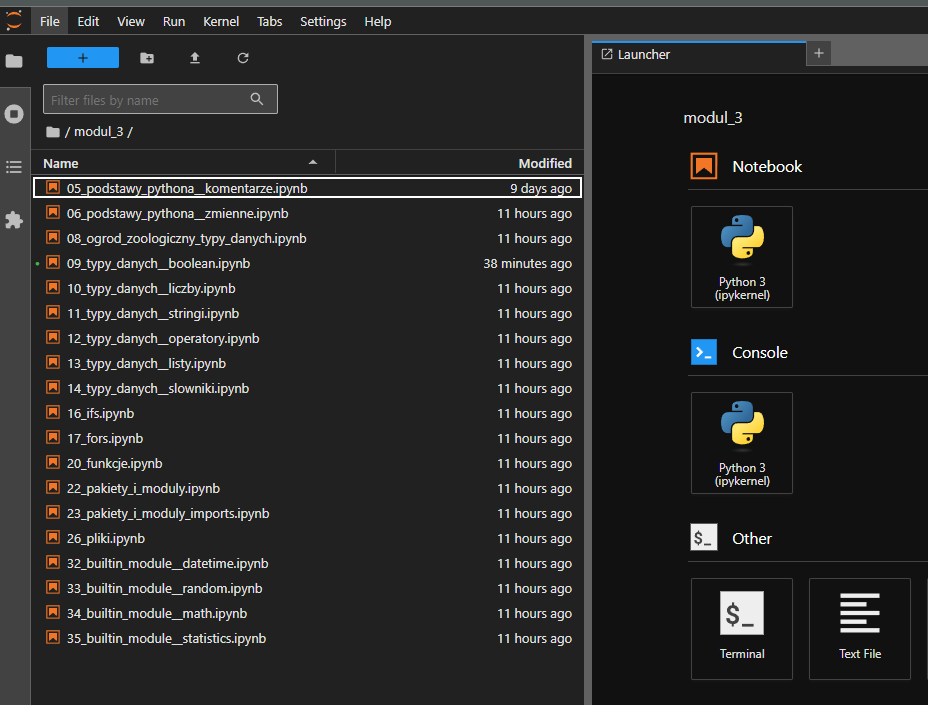 File Edit View Run Kernel Tabs Settings Help
+
Filter files by name
/ modul_3 /
Name Modified
05_podstawy_pythona__komentarze.ipynb 9 days ago
06_podstawy_pythona__zmienne.ipynb 11 hours ago
08_ogrod_zoologiczny_typy_danych.ipynb 11 hours ago
09_typy_danych__boolean.ipynb 38 minutes ago
10_typy_danych__liczby.ipynb 11 hours ago
11_typy_danych__stringi.ipynb 11 hours ago
12_typy_danych__operatory.ipynb 11 hours ago
13_typy_danych__listy.ipynb 11 hours ago
14_typy_danych__slowniki.ipynb 11 hours ago
16_ifs.ipynb 11 hours ago
17_fors.ipynb 11 hours ago
20_funkcje.ipynb 11 hours ago
22_pakiety_i_moduly.ipynb 11 hours ago
23_pakiety_i_moduly_imports.ipynb 11 hours ago
26_pliki.ipynb 11 hours ago
32_builtin_module__datetime.ipynb 11 hours ago
33_builtin_module__random.ipynb 11 hours ago
34_builtin_module__math.ipynb 11 hours ago
35_builtin_module__statistics.ipynb 11 hours ago
Launcher +
modul_3
Notebook
Python 3
(ipykernel)
Console
Python 3
(ipykernel)
$_ Other
$_
Terminal Text File